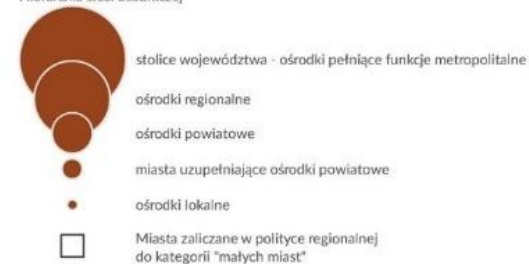 stolice województwa - ośrodki pełniące funkcje metropolitalne
ośrodki regionalne
ośrodki powiatowe
miasta uzupełniające ośrodki powiatowe
ośrodki lokalne
Miasta zaliczane w polityce regionalnej
do kategorii "małych miast"